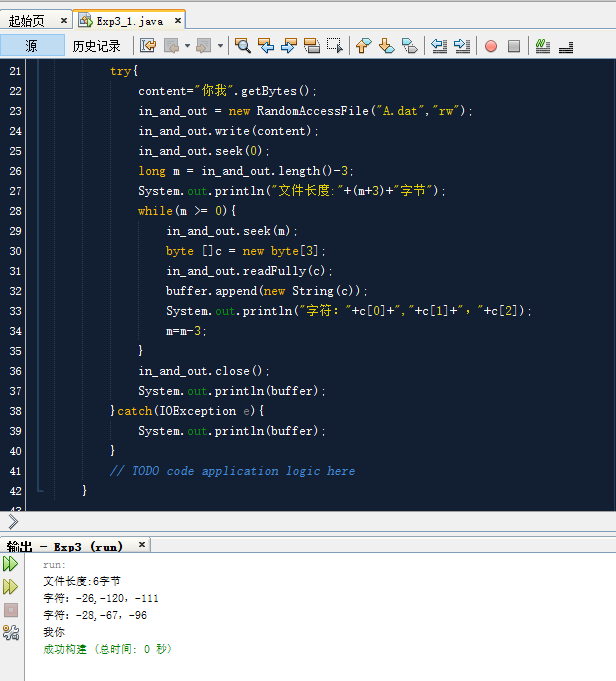 起始页 × Exp3_1.java ×
源 历史记录
21 try{
22 content="你我".getBytes();
23 in_and_out = new RandomAccessFile("A.dat","rw");
24 in_and_out.write(content);
25 in_and_out.seek(0);
26 long m = in_and_out.length()-3;
27 System.out.println("文件长度:"+(m+3)+"字节");
28 while(m >= 0){
29 in_and_out.seek(m);
30 byte []c = new byte[3];
31 in_and_out.readFully(c);
32 buffer.append(new String(c));
33 System.out.println("字符："+c[0]+","+c[1]+"，"+c[2]);
34 m=m-3;
35 }
36 in_and_out.close();
37 System.out.println(buffer);
38 }catch(IOException e){
39 System.out.println(buffer);
40 }
41 // TODO code application logic here
42 }
输出 - Exp3 (run) ×
run:
文件长度:6字节
字符：-26,-120，-111
字符：-28,-67，-96
我你
成功构建 (总时间: 0 秒)